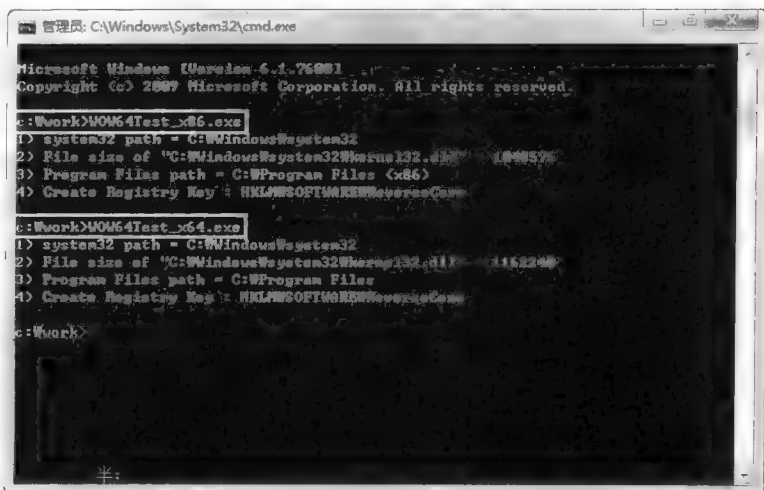 管理员: C:\Windows\System32\cmd.exe
Microsoft Windows [Version 6.1.7600]
Copyright (c) 2009 Microsoft Corporation. All rights reserved.
c:₩work>WOW64Test_x86.exe
1) system32 path = C:₩Windows₩system32
2) File size of "C:₩Windows₩system32₩kernel32.dll"
3) Program Files path = C:₩Program Files (x86)
4) Create Registry Key : HKLM₩SOFTWARE₩ReverseCore
c:₩work>WOW64Test_x64.exe
1) system32 path = C:₩Windows₩system32
2) File size of "C:₩Windows₩system32₩kernel32.dll"
3) Program Files path = C:₩Program Files
4) Create Registry Key : HKLM₩SOFTWARE₩ReverseCore
c:₩work>
半: